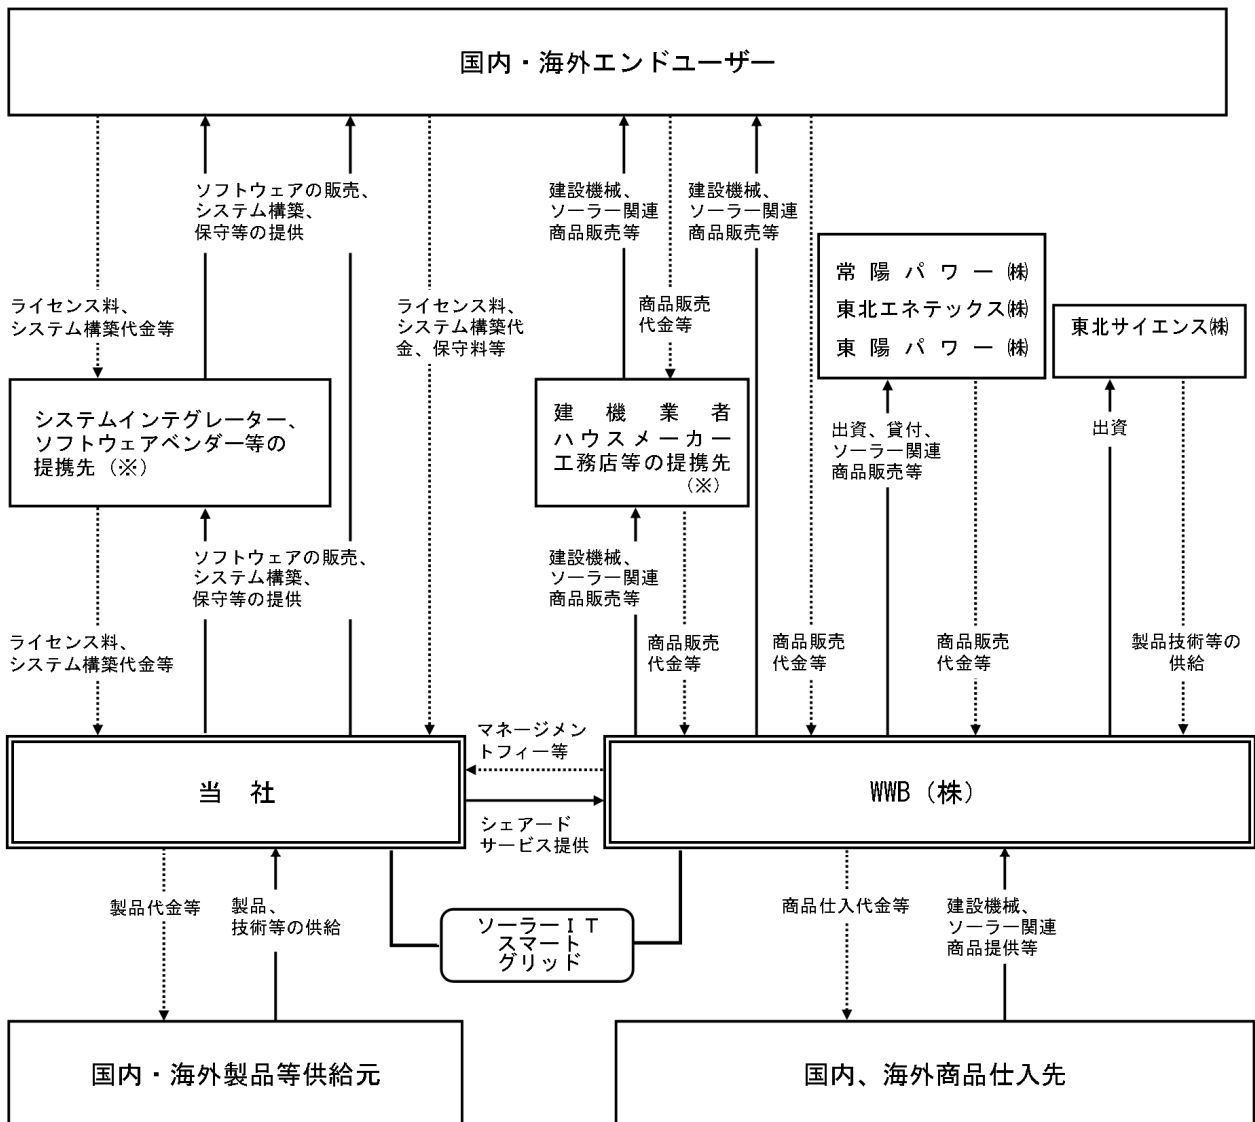 国内・海外エンドユーザー
ソフトウェアの販売、
システム構築、
保守等の提供
建設機械、
ソーラー関連
商品販売等
建設機械、
ソーラー関連
商品販売等
ライセンス料、
システム構築代金等
ライセンス料、
システム構築代
金、保守料等
商品販売
代金等
常陽パワー㈱
東北エネテックス㈱
東陽パワー㈱
東北サイエンス㈱
システムインテグレーター、
ソフトウェアベンダー等の
提携先（※）
建機業者
ハウスメーカー
工務店等の提携先
（※）
出資、貸付、
ソーラー関連
商品販売等
出資
ソフトウェアの販売、
システム構築、
保守等の提供
建設機械、
ソーラー関連
商品販売等
ライセンス料、
システム構築代金等
商品販売
代金等
商品販売
代金等
商品販売
代金等
製品技術等の
供給
マネージメン
トフィー等
当　社
WWB（株）
シェアード
サービス提供
製品代金等
製品、
技術等の供給
ソーラーＩＴ
スマート
グリッド
商品仕入代金等
建設機械、
ソーラー関連
商品提供等
国内・海外製品等供給元
国内、海外商品仕入先